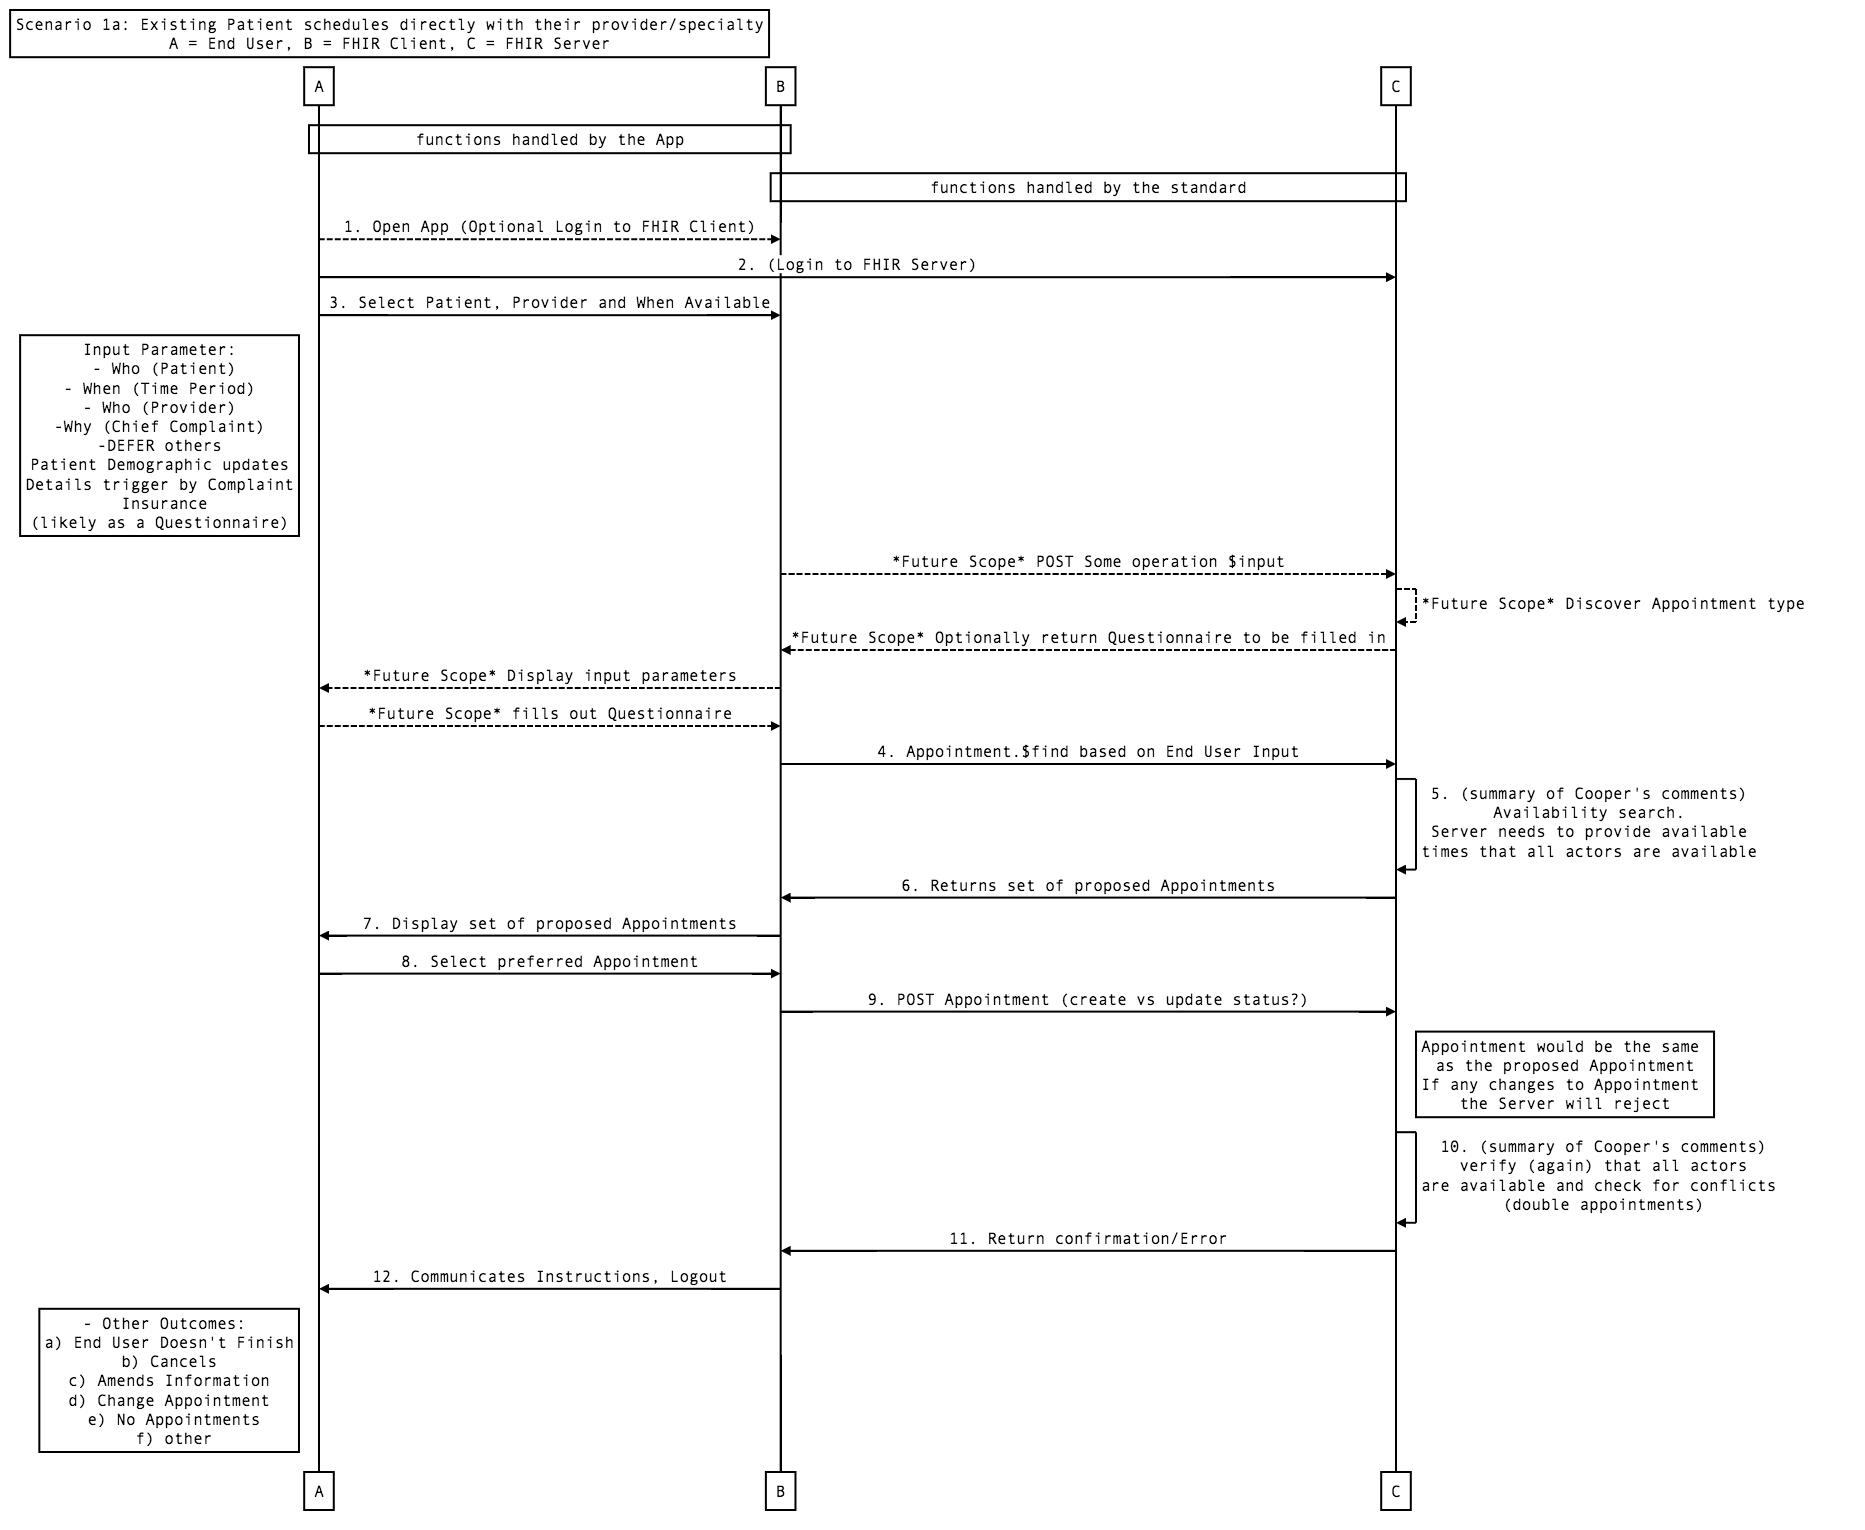 Scenario 1a: Existing Patient schedules directly with their provider/specialty
A = End User, B = FHIR Client, C = FHIR Server
A
B
C
functions handled by the App
functions handled by the standard
1. Open App (Optional Login to FHIR Client)
2. (Login to FHIR Server)
3. Select Patient, Provider and When Available
Input Parameter:
- Who (Patient)
- When (Time Period)
- Who (Provider)
-Why (Chief Complaint)
-DEFER others
Patient Demographic updates
Details trigger by Complaint
Insurance
(likely as a Questionnaire)
*Future Scope* POST Some operation $input
*Future Scope* Discover Appointment type
*Future Scope* Optionally return Questionnaire to be filled in
*Future Scope* Display input parameters
*Future Scope* fills out Questionnaire
4. Appointment.$find based on End User Input
5. (summary of Cooper's comments)
Availability search.
Server needs to provide available
times that all actors are available
6. Returns set of proposed Appointments
7. Display set of proposed Appointments
8. Select preferred Appointment
9. POST Appointment (create vs update status?)
Appointment would be the same
as the proposed Appointment
If any changes to Appointment
the Server will reject
10. (summary of Cooper's comments)
verify (again) that all actors
are available and check for conflicts
(double appointments)
11. Return confirmation/Error
12. Communicates Instructions, Logout
- Other Outcomes:
a) End User Doesn't Finish
b) Cancels
c) Amends Information
d) Change Appointment
e) No Appointments
f) other
A
B
C